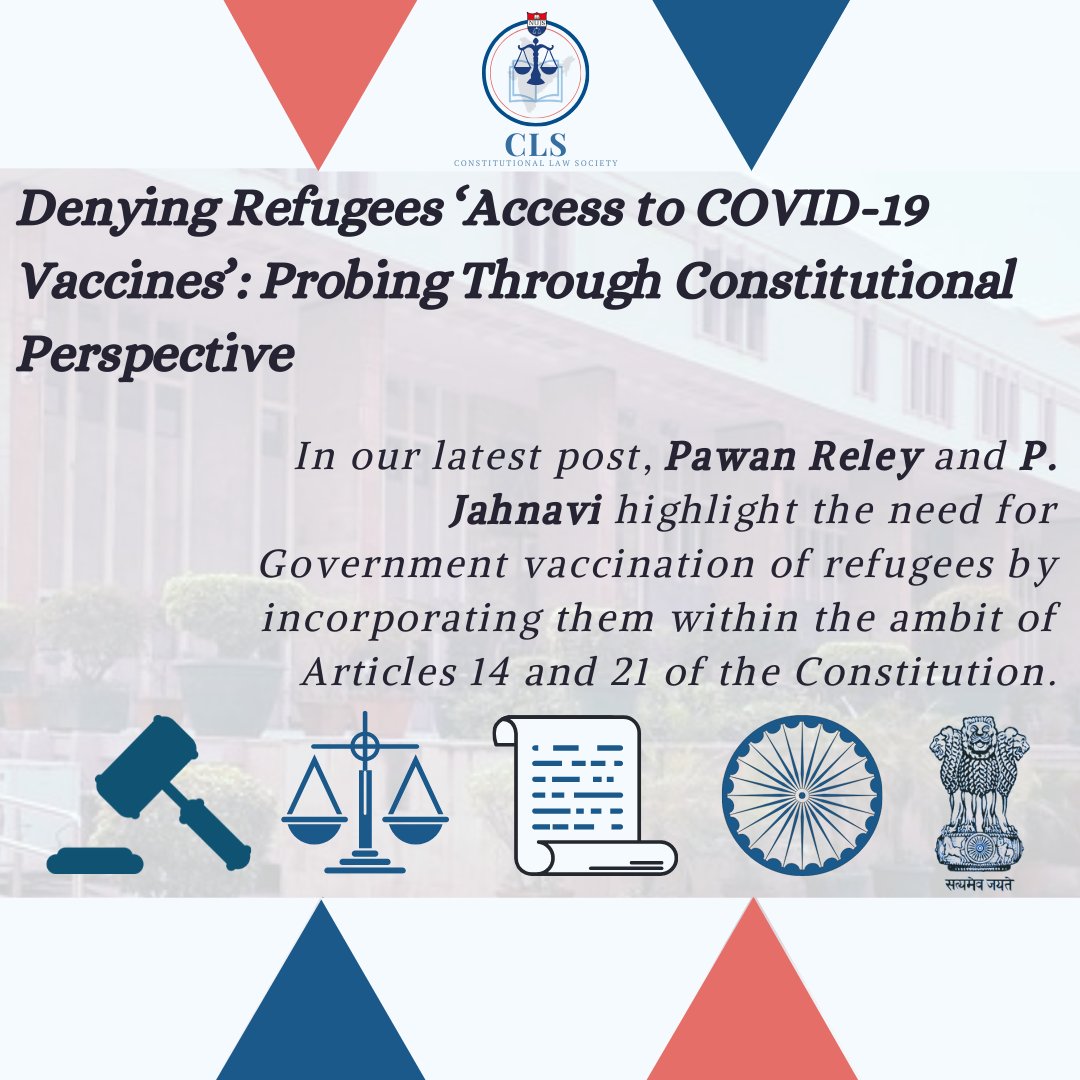 NUJS
CLS
CONSTITUTIONAL LAW SOCIETY
Denying Refugees ‘Access to COVID-19
Vaccines’: Probing Through Constitutional
Perspective
In our latest post, Pawan Reley and P.
Jahnavi highlight the need for
Government vaccination of refugees by
incorporating them within the ambit of
Articles 14 and 21 of the Constitution.
सत्यमेव जयते